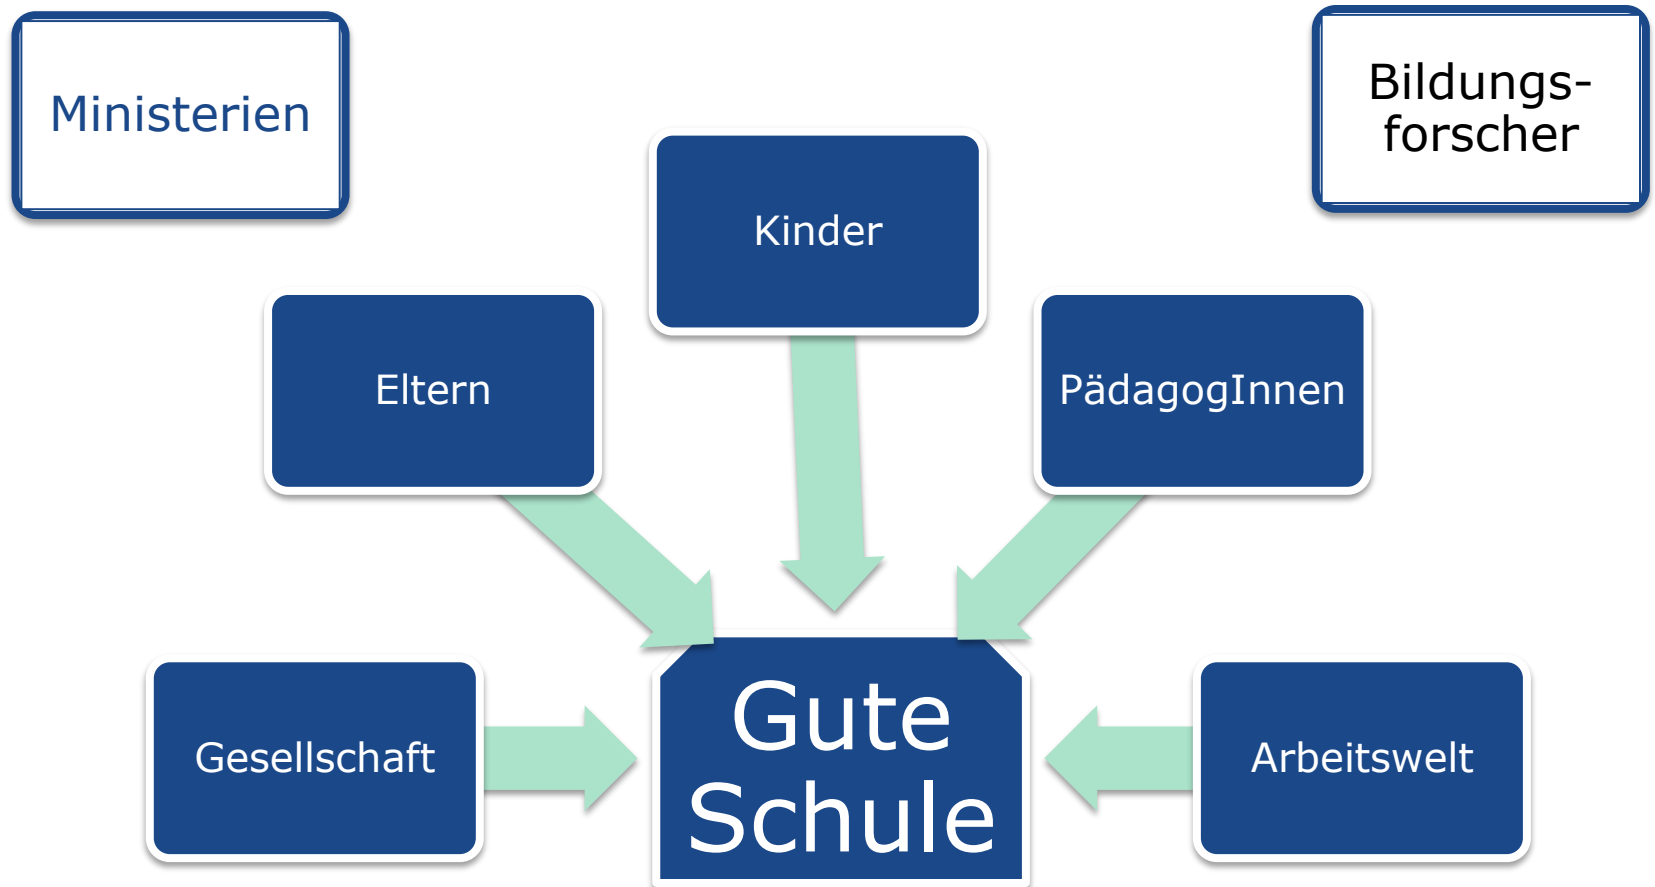 Ministerien
Bildungs-
forscher
Kinder
Eltern
PädagogInnen
Gesellschaft
Gute
Schule
Arbeitswelt